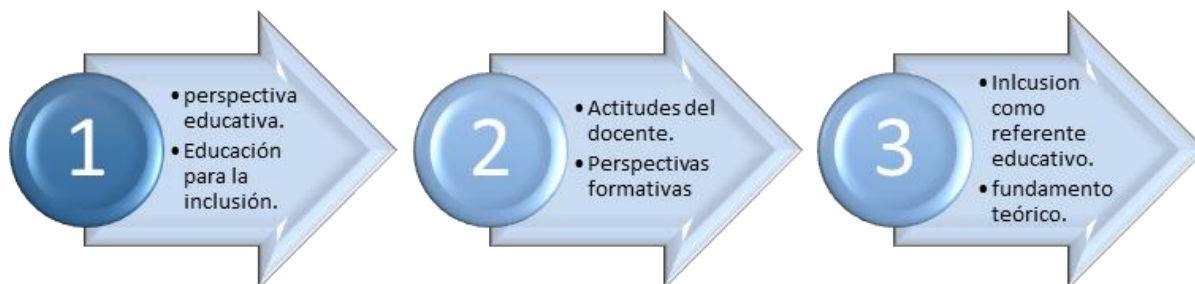 1
• perspectiva
educativa.
• Educación
para la
inclusión.
2
• Actitudes del
docente.
• Perspectivas
formativas
3
• Inlcusion
como
referente
educativo.
• fundamento
teórico.